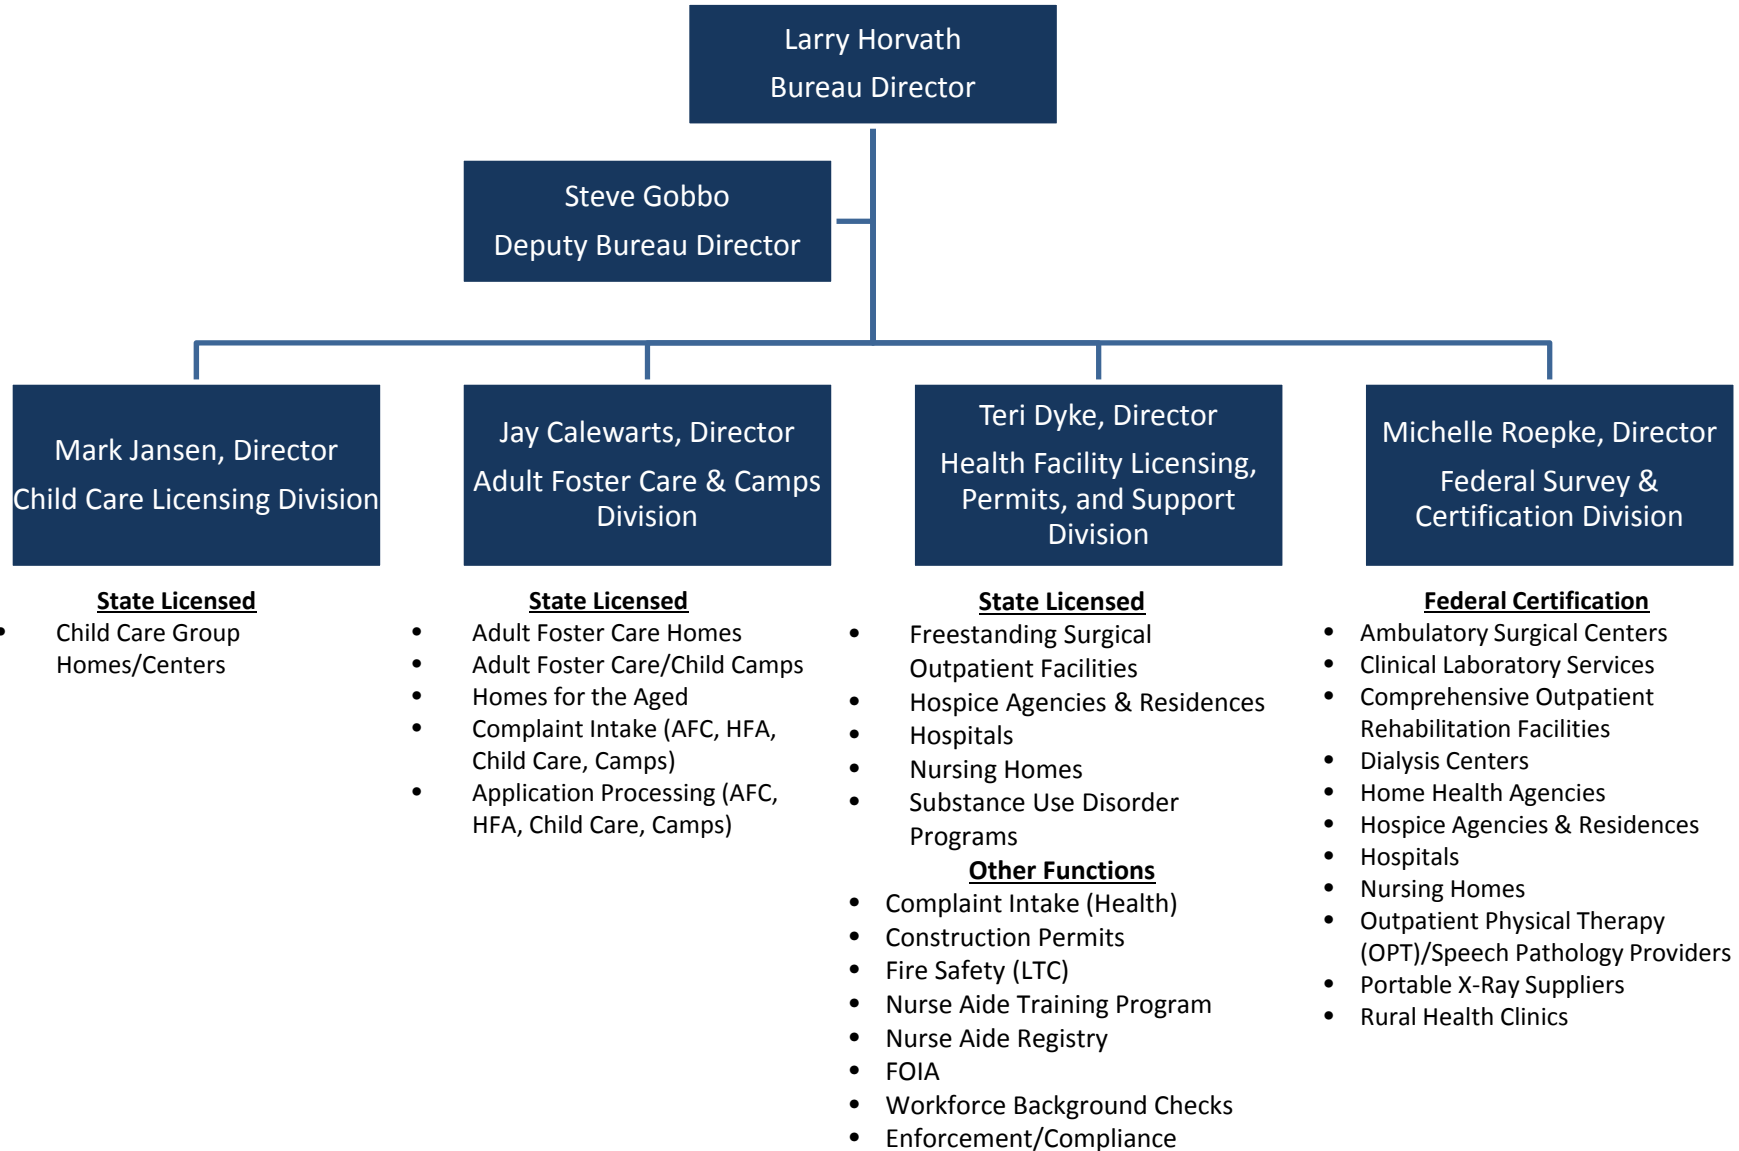 Larry Horvath
Bureau Director
Steve Gobbo
Deputy Bureau Director
Mark Jansen, Director
Child Care Licensing Division
Jay Calewarts, Director
Adult Foster Care & Camps
Division
Teri Dyke, Director
Health Facility Licensing,
Permits, and Support
Division
Michelle Roepke, Director
Federal Survey &
Certification Division
State Licensed
• Child Care Group
Homes/Centers
State Licensed
• Adult Foster Care Homes
• Adult Foster Care/Child Camps
• Homes for the Aged
• Complaint Intake (AFC, HFA,
Child Care, Camps)
• Application Processing (AFC,
HFA, Child Care, Camps)
State Licensed
• Freestanding Surgical
Outpatient Facilities
• Hospice Agencies & Residences
• Hospitals
• Nursing Homes
• Substance Use Disorder
Programs
Other Functions
• Complaint Intake (Health)
• Construction Permits
• Fire Safety (LTC)
• Nurse Aide Training Program
• Nurse Aide Registry
• FOIA
• Workforce Background Checks
• Enforcement/Compliance
Federal Certification
• Ambulatory Surgical Centers
• Clinical Laboratory Services
• Comprehensive Outpatient
Rehabilitation Facilities
• Dialysis Centers
• Home Health Agencies
• Hospice Agencies & Residences
• Hospitals
• Nursing Homes
• Outpatient Physical Therapy
(OPT)/Speech Pathology Providers
• Portable X-Ray Suppliers
• Rural Health Clinics